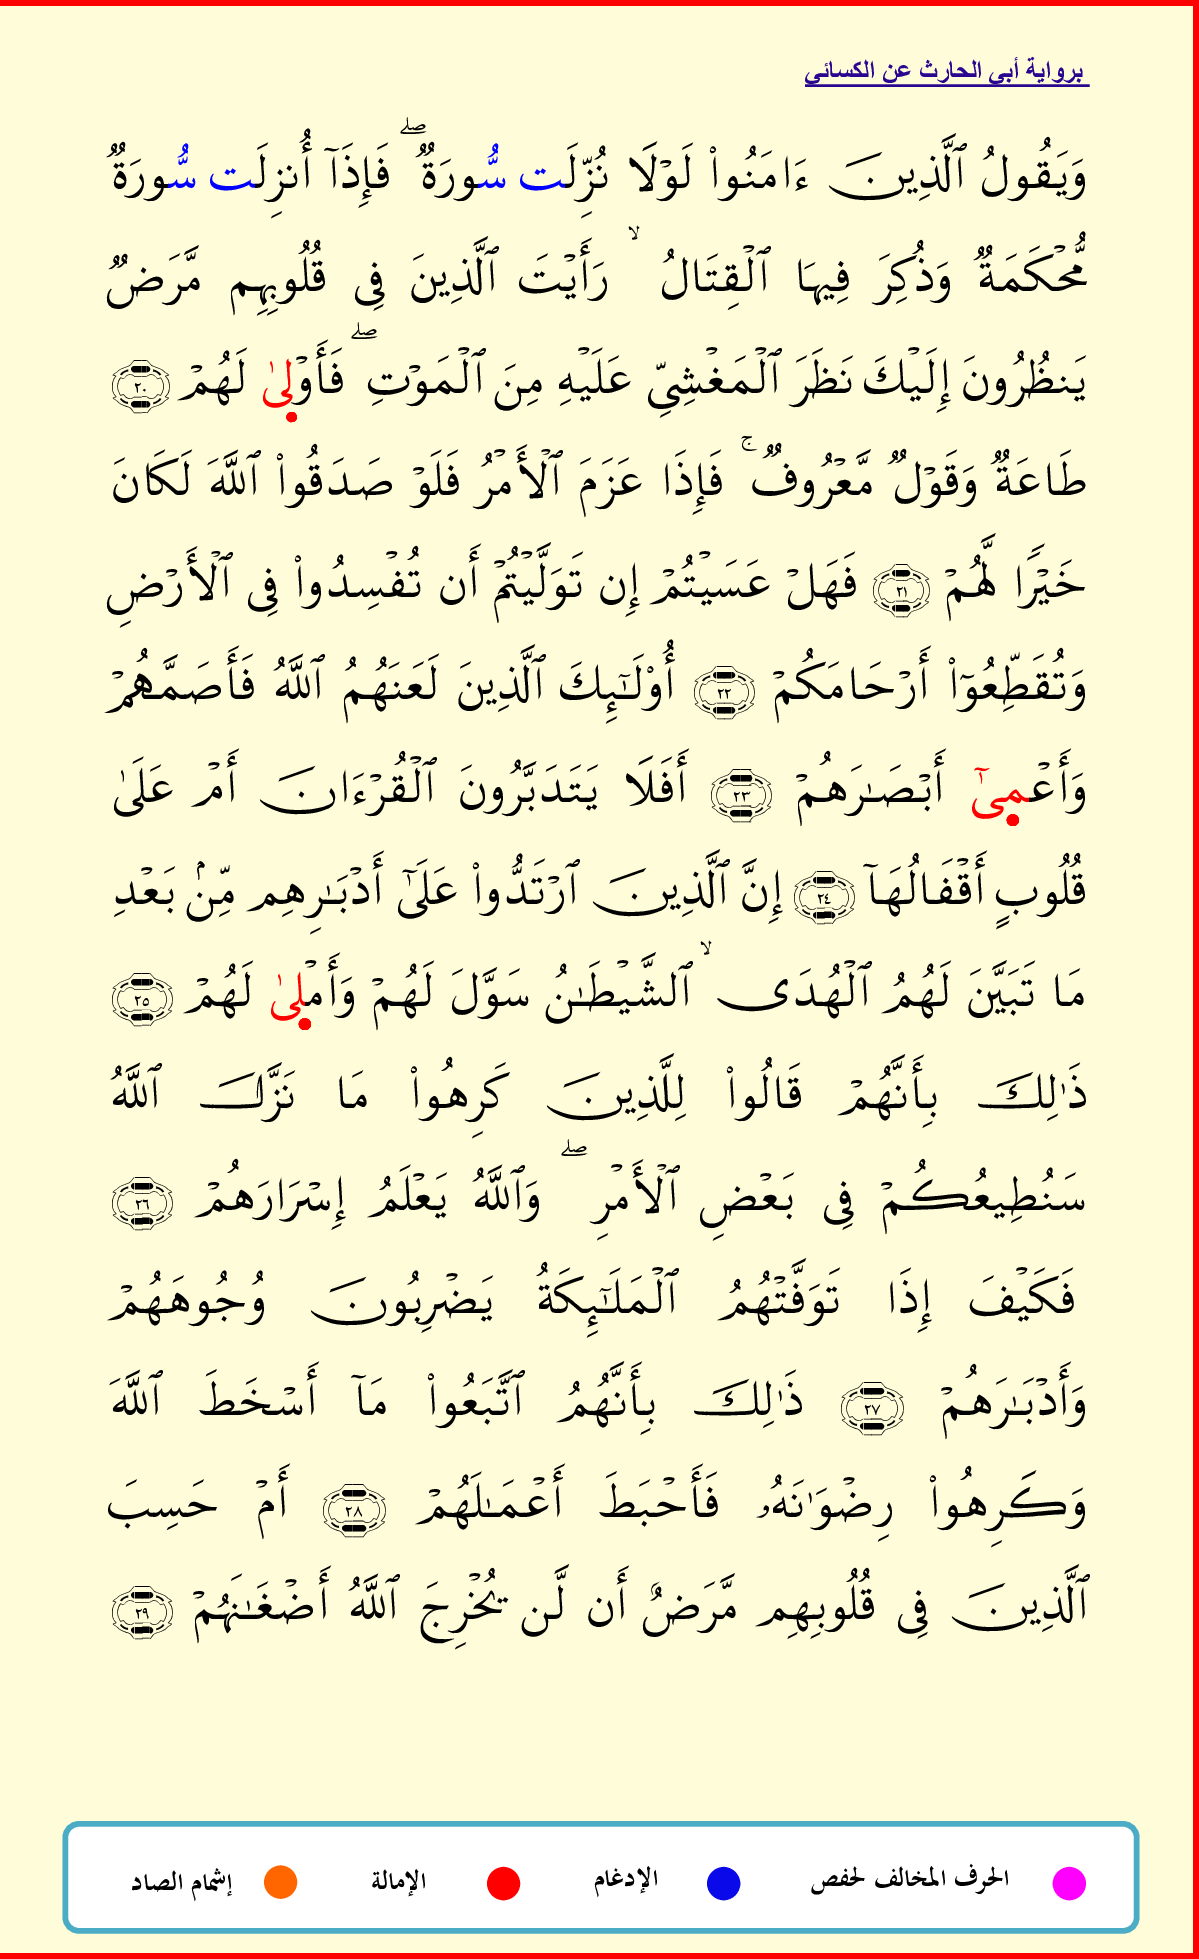 برواية أبي الحارث عن الكسائي
وَيَقُولُ ٱلَّذِينَ ءَامَنُوا۟ لَوْلَا نُزِّلَت سُّورَةٌ ۖ فَإِذَآ أُنزِلَت سُّورَةٌ
مُّحْكَمَةٌ وَذُكِرَ فِيهَا ٱلْقِتَالُ ۙ رَأَيْتَ ٱلَّذِينَ فِى قُلُوبِهِم مَّرَضٌ
يَنظُرُونَ إِلَيْكَ نَظَرَ ٱلْمَغْشِىِّ عَلَيْهِ مِنَ ٱلْمَوْتِ ۖ فَأَوْلِىٰ لَهُمْ ٢٠
طَاعَةٌ وَقَوْلٌ مَّعْرُوفٌ ۚ فَإِذَا عَزَمَ ٱلْأَمْرُ فَلَوْ صَدَقُوا۟ ٱللَّهَ لَكَانَ
خَيْرًا لَّهُمْ ٢١ فَهَلْ عَسَيْتُمْ إِن تَوَلَّيْتُمْ أَن تُفْسِدُوا۟ فِى ٱلْأَرْضِ
وَتُقَطِّعُوٓا۟ أَرْحَامَكُمْ ٢٢ أُو۟لَـٰٓئِكَ ٱلَّذِينَ لَعَنَهُمُ ٱللَّهُ فَأَصَمَّهُمْ
وَأَعْمِىٓ أَبْصَـٰرَهُمْ ٢٣ أَفَلَا يَتَدَبَّرُونَ ٱلْقُرْءَانَ أَمْ عَلَىٰ
قُلُوبٍ أَقْفَالُهَآ ٢٤ إِنَّ ٱلَّذِينَ ٱرْتَدُّوا۟ عَلَىٰٓ أَدْبَـٰرِهِم مِّنۢ بَعْدِ
مَا تَبَيَّنَ لَهُمُ ٱلْهُدَى ۙ ٱلشَّيْطَـٰنُ سَوَّلَ لَهُمْ وَأَمْلِىٰ لَهُمْ ٢٥
ذَٰلِكَ بِأَنَّهُمْ قَالُوا۟ لِلَّذِينَ كَرِهُوا۟ مَا نَزَّلَ ٱللَّهُ
سَنُطِيعُكُمْ فِى بَعْضِ ٱلْأَمْرِ ۖ وَٱللَّهُ يَعْلَمُ إِسْرَارَهُمْ ٢٦
فَكَيْفَ إِذَا تَوَفَّتْهُمُ ٱلْمَلَـٰٓئِكَةُ يَضْرِبُونَ وُجُوهَهُمْ
وَأَدْبَـٰرَهُمْ ٢٧ ذَٰلِكَ بِأَنَّهُمُ ٱتَّبَعُوا۟ مَآ أَسْخَطَ ٱللَّهَ
وَكَرِهُوا۟ رِضْوَٰنَهُۥ فَأَحْبَطَ أَعْمَـٰلَهُمْ ٢٨ أَمْ حَسِبَ
ٱلَّذِينَ فِى قُلُوبِهِم مَّرَضٌ أَن لَّن يُخْرِجَ ٱللَّهُ أَضْغَـٰنَهُمْ ٢٩
الحرف المخالف لحفص الإدغام الإمالة إشمام الصاد